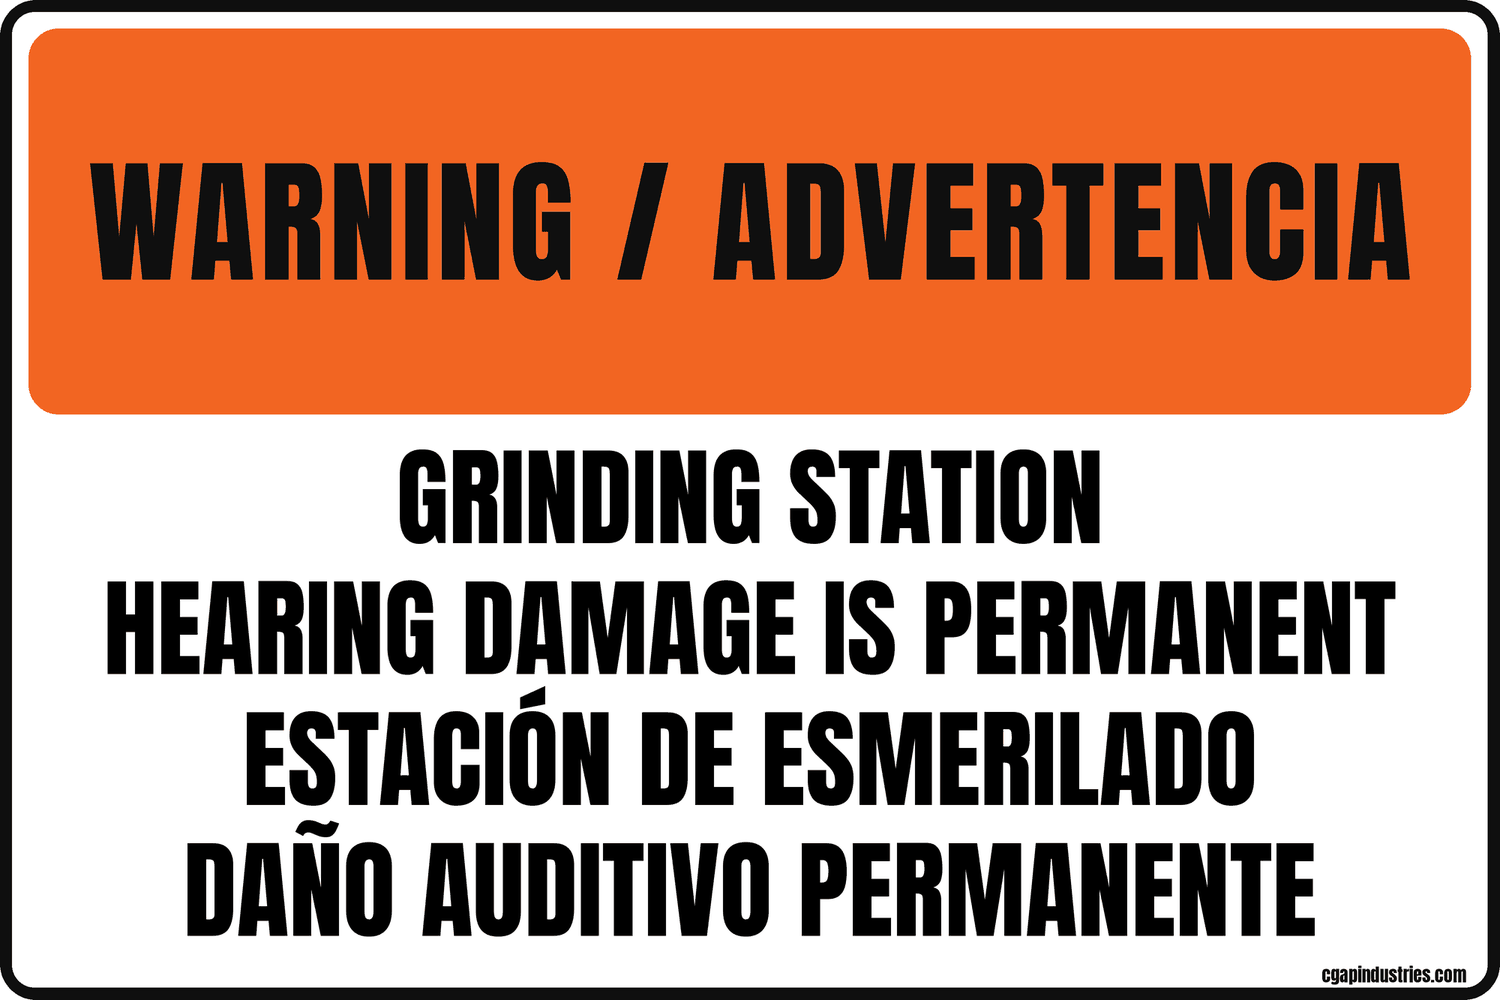 WARNING / ADVERTENCIA
GRINDING STATION
HEARING DAMAGE IS PERMANENT
ESTACIÓN DE ESMERILADO
DAÑO AUDITIVO PERMANENTE
cgapindustries.com